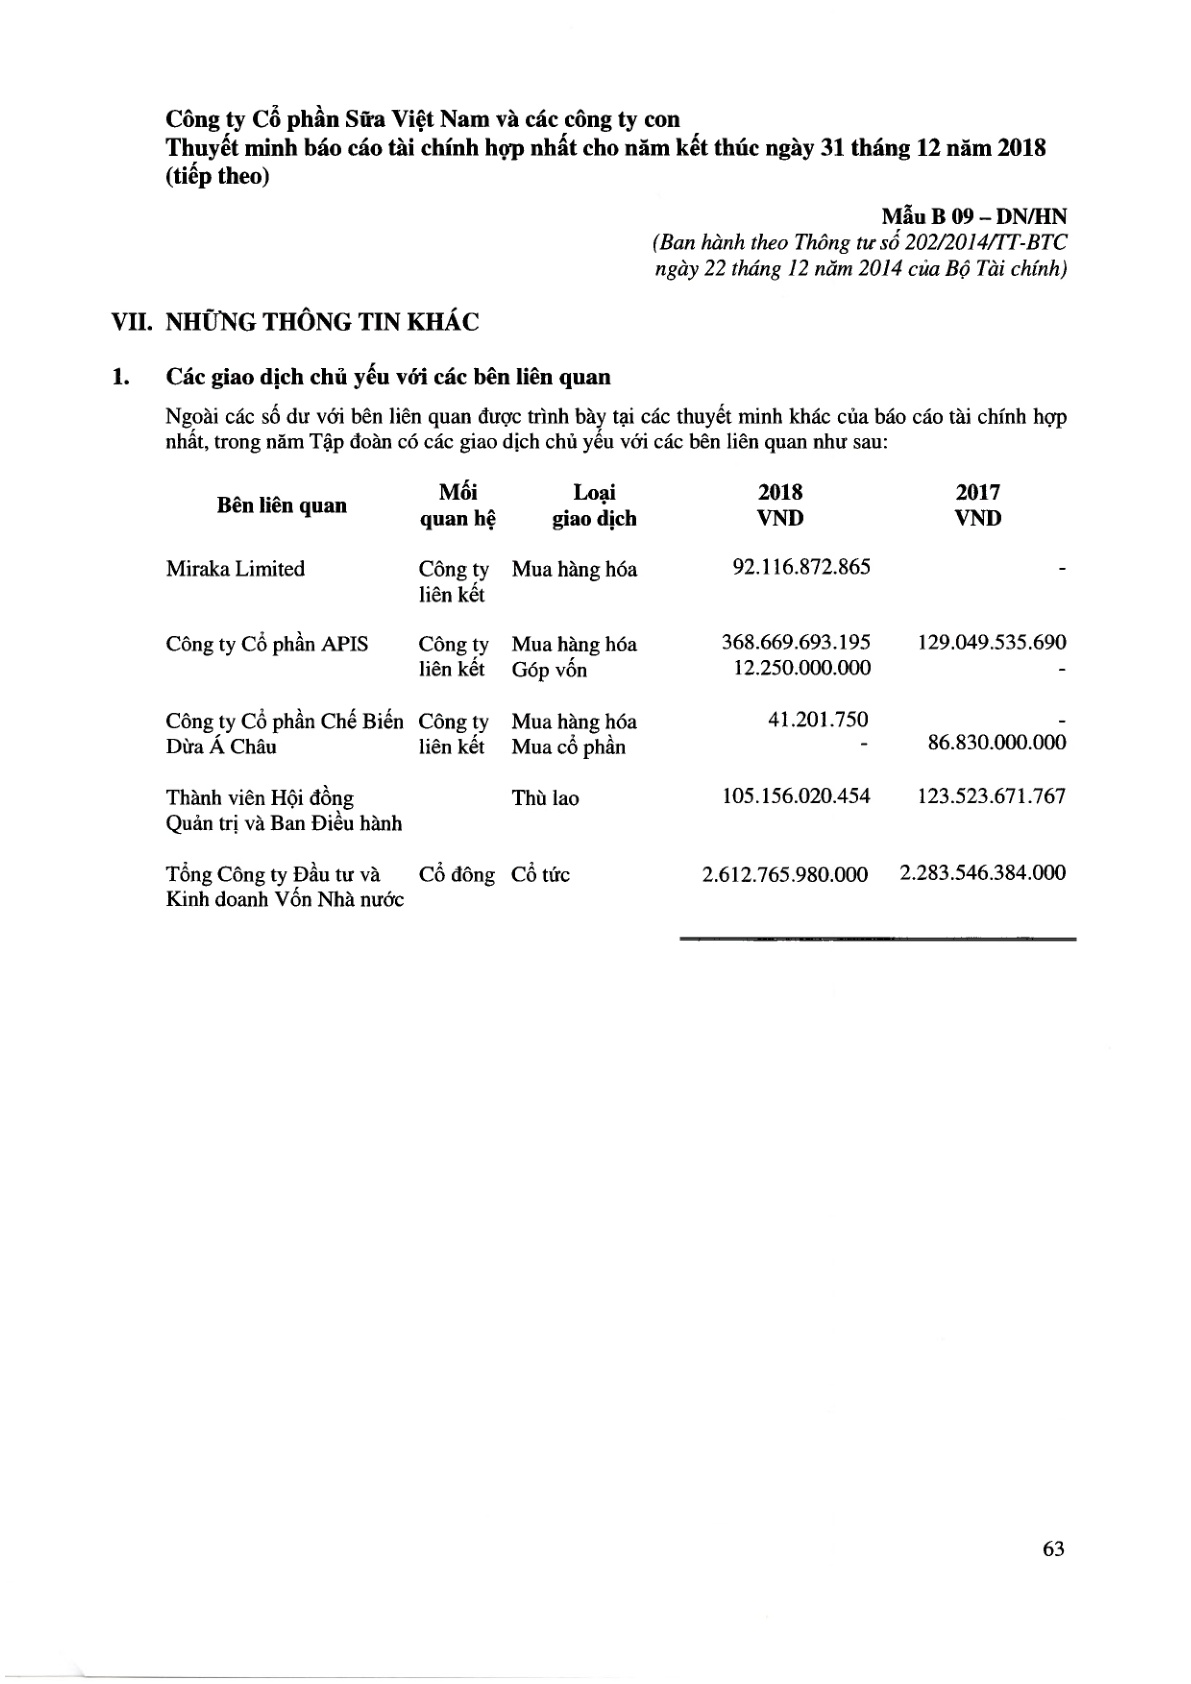 Công ty Cổ phần Sữa Việt Nam và các công ty con
Thuyết minh báo cáo tài chính hợp nhất cho năm kết thúc ngày 31 tháng 12 năm 2018
(tiếp theo)
Mẫu B 09 – DN/HN
(Ban hành theo Thông tư số 202/2014/TT-BTC
ngày 22 tháng 12 năm 2014 của Bộ Tài chính)
VII. NHỮNG THÔNG TIN KHÁC
1. Các giao dịch chủ yếu với các bên liên quan
Ngoài các số dư với bên liên quan được trình bày tại các thuyết minh khác của báo cáo tài chính hợp
nhất, trong năm Tập đoàn có các giao dịch chủ yếu với các bên liên quan như sau:
Bên liên quan Mối Loại 2018 2017
quan hệ giao dịch VND VND
Miraka Limited Công ty Mua hàng hóa 92.116.872.865 -
liên kết
Công ty Cổ phần APIS Công ty Mua hàng hóa 368.669.693.195 129.049.535.690
liên kết Góp vốn 12.250.000.000 -
Công ty Cổ phần Chế Biến Công ty Mua hàng hóa 41.201.750 -
Dừa Á Châu liên kết Mua cổ phần - 86.830.000.000
Thành viên Hội đồng Thù lao 105.156.020.454 123.523.671.767
Quản trị và Ban Điều hành
Tổng Công ty Đầu tư và Cổ đông Cổ tức 2.612.765.980.000 2.283.546.384.000
Kinh doanh Vốn Nhà nước
63